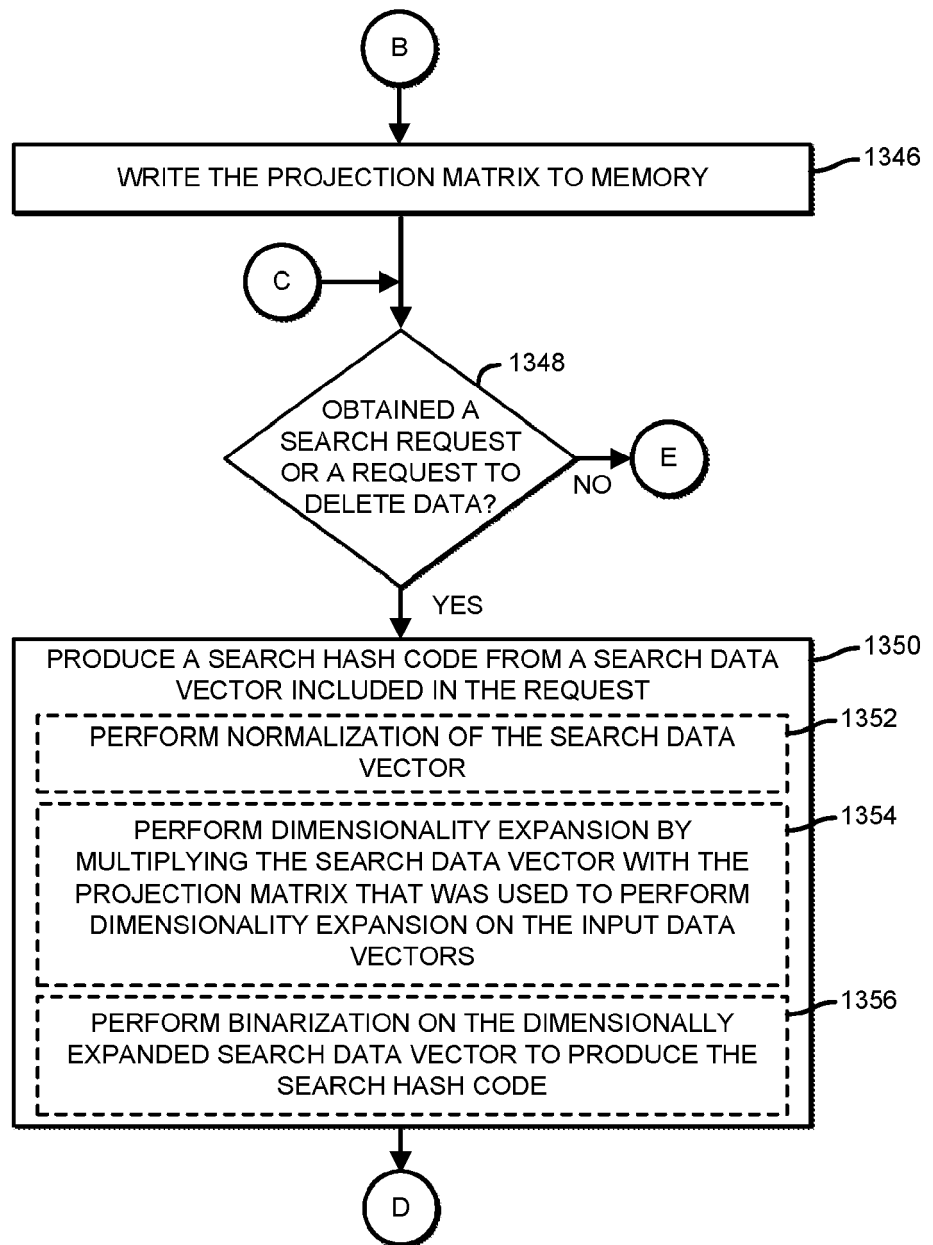 B
WRITE THE PROJECTION MATRIX TO MEMORY
1346
C
1348
OBTAINED A
SEARCH REQUEST
OR A REQUEST TO
DELETE DATA?
E
NO
YES
PRODUCE A SEARCH HASH CODE FROM A SEARCH DATA
VECTOR INCLUDED IN THE REQUEST
1350
1352
PERFORM NORMALIZATION OF THE SEARCH DATA
VECTOR
1354
PERFORM DIMENSIONALITY EXPANSION BY
MULTIPLYING THE SEARCH DATA VECTOR WITH THE
PROJECTION MATRIX THAT WAS USED TO PERFORM
DIMENSIONALITY EXPANSION ON THE INPUT DATA
VECTORS
1356
PERFORM BINARIZATION ON THE DIMENSIONALLY
EXPANDED SEARCH DATA VECTOR TO PRODUCE THE
SEARCH HASH CODE
D